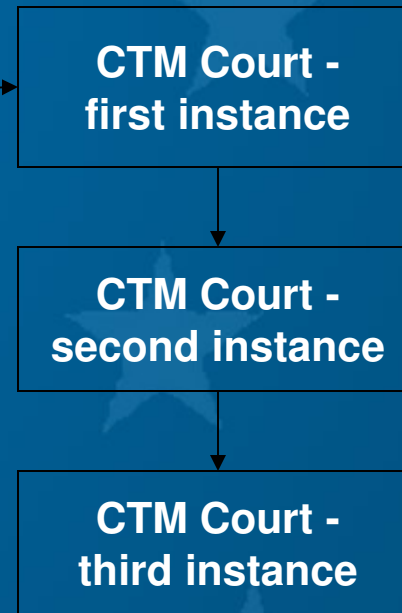 CTM Court -
first instance
CTM Court -
second instance
CTM Court -
third instance